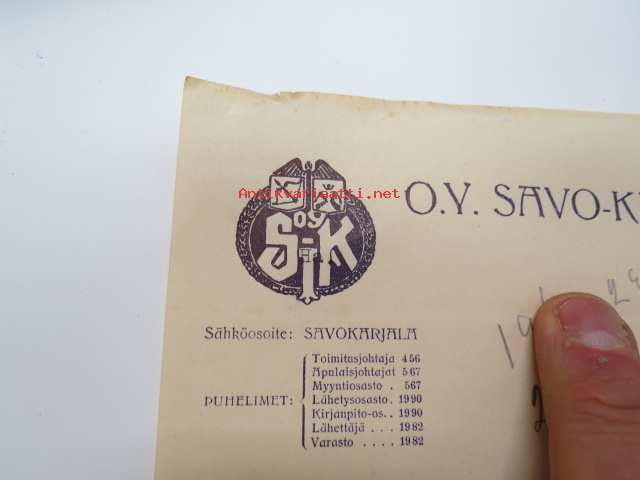 Antikvariaatti.net
O.Y. SAVO-K
OY
S-K
Sähköosoite: SAVOKARJALA
PUHELIMET:
Toimitusjohtaja 456
Apulaisjohtajat 567
Myyntiosasto . 567
Lähetysosasto . 1990
Kirjanpito-os. . 1990
Lähettäjä . . . 1982
Varasto . . . . 1982